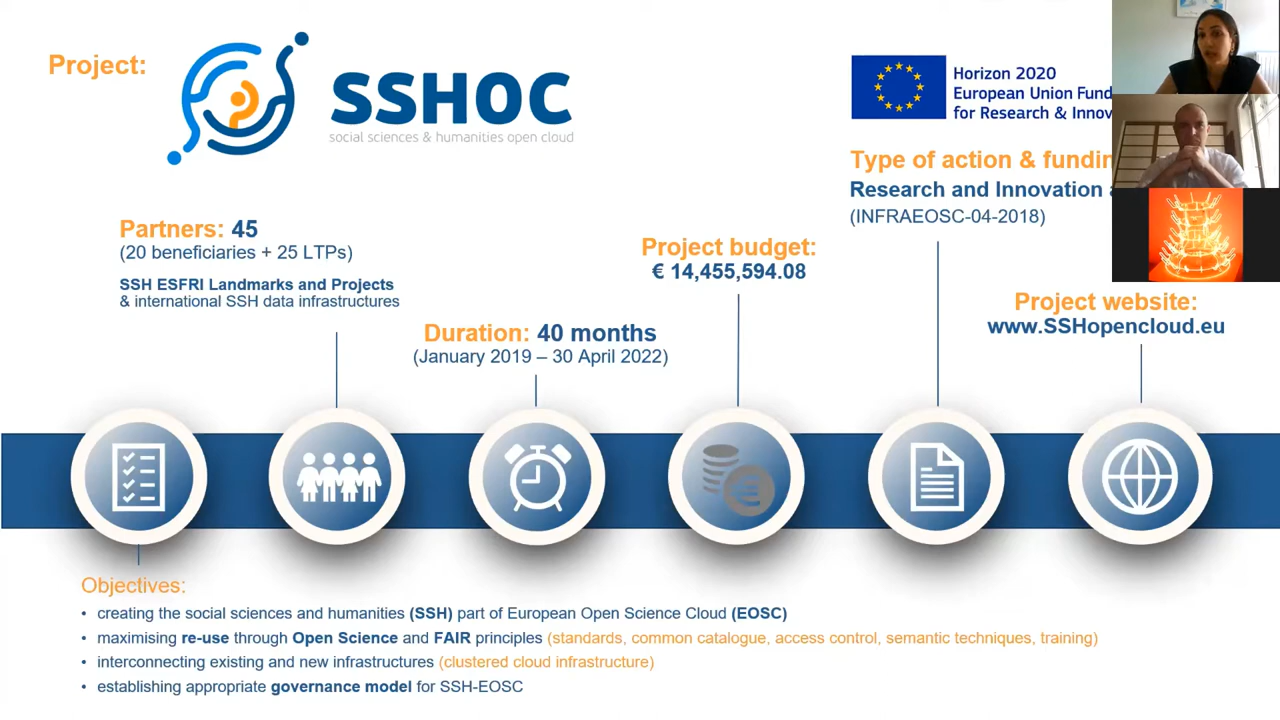 Project:
SSHOC
social sciences & humanities open cloud
Horizon 2020
European Union Fund
for Research & Innov
Type of action & fundin
Research and Innovation
(INFRAEOSC-04-2018)
Partners: 45
(20 beneficiaries + 25 LTPs)
SSH ESFRI Landmarks and Projects
& international SSH data infrastructures
Duration: 40 months
(January 2019 – 30 April 2022)
Project budget:
€ 14,455,594.08
Project website:
www.SSHopencloud.eu
Objectives:
• creating the social sciences and humanities (SSH) part of European Open Science Cloud (EOSC)
• maximising re-use through Open Science and FAIR principles (standards, common catalogue, access control, semantic techniques, training)
• interconnecting existing and new infrastructures (clustered cloud infrastructure)
• establishing appropriate governance model for SSH-EOSC